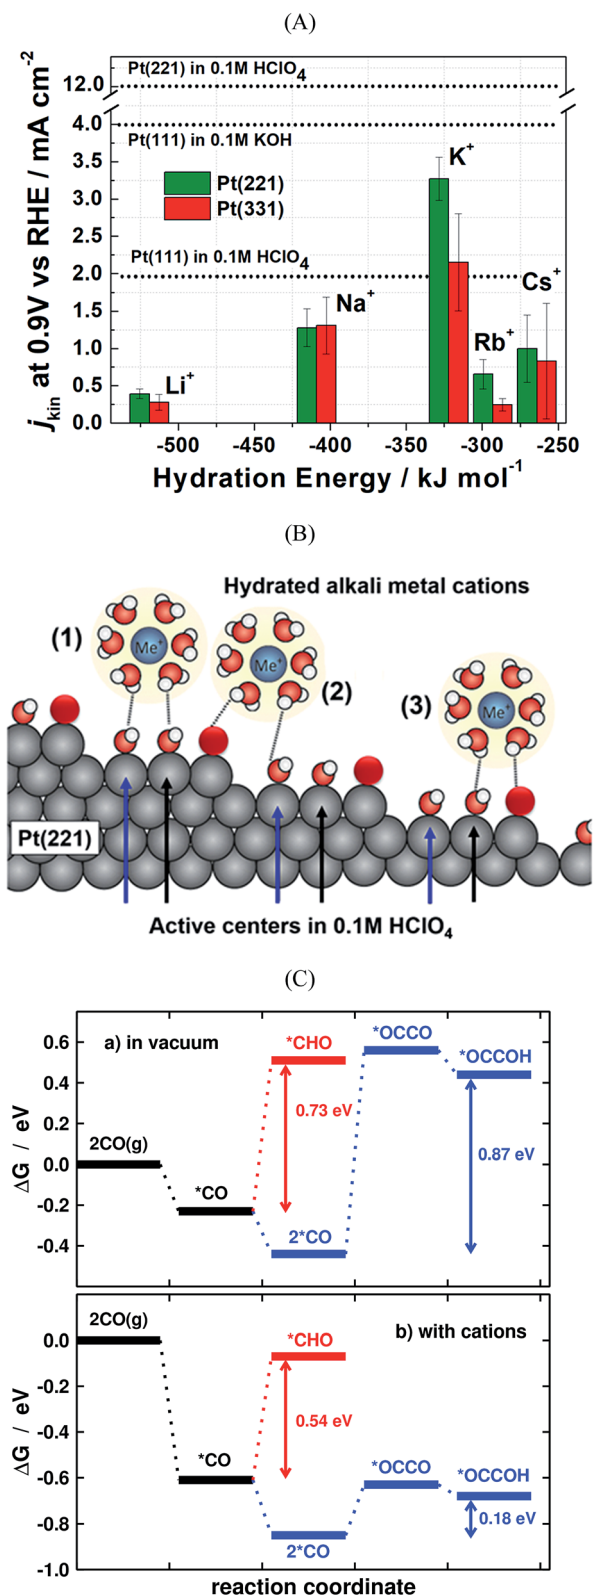 (A)
Pt(221) in 0.1M HClO₄
12.0
4.0
Pt(111) in 0.1M KOH
K⁺
3.5
Pt(221)
Pt(331)
3.0
2.5
Pt(111) in 0.1M HClO₄
2.0
Cs⁺
Na⁺
1.5
Rb⁺
1.0
Li⁺
0.5
0.0
j_kin at 0.9V vs RHE / mA cm⁻²
-500 -450 -400 -350 -300 -250
Hydration Energy / kJ mol⁻¹
(B)
Hydrated alkali metal cations
(1)
Me⁺
Me⁺
(2)
(3)
Me⁺
Pt(221)
Active centers in 0.1M HClO₄
(C)
a) in vacuum
*CHO
*OCCO
*OCCOH
0.6
0.4
0.73 eV
0.2
2CO(g)
0.87 eV
0.0
*CO
-0.2
2*CO
-0.4
ΔG / eV
2CO(g)
b) with cations
*CHO
0.0
-0.2
0.54 eV
-0.4
*CO
*OCCO
*OCCOH
-0.6
0.18 eV
-0.8
2*CO
-1.0
ΔG / eV
reaction coordinate